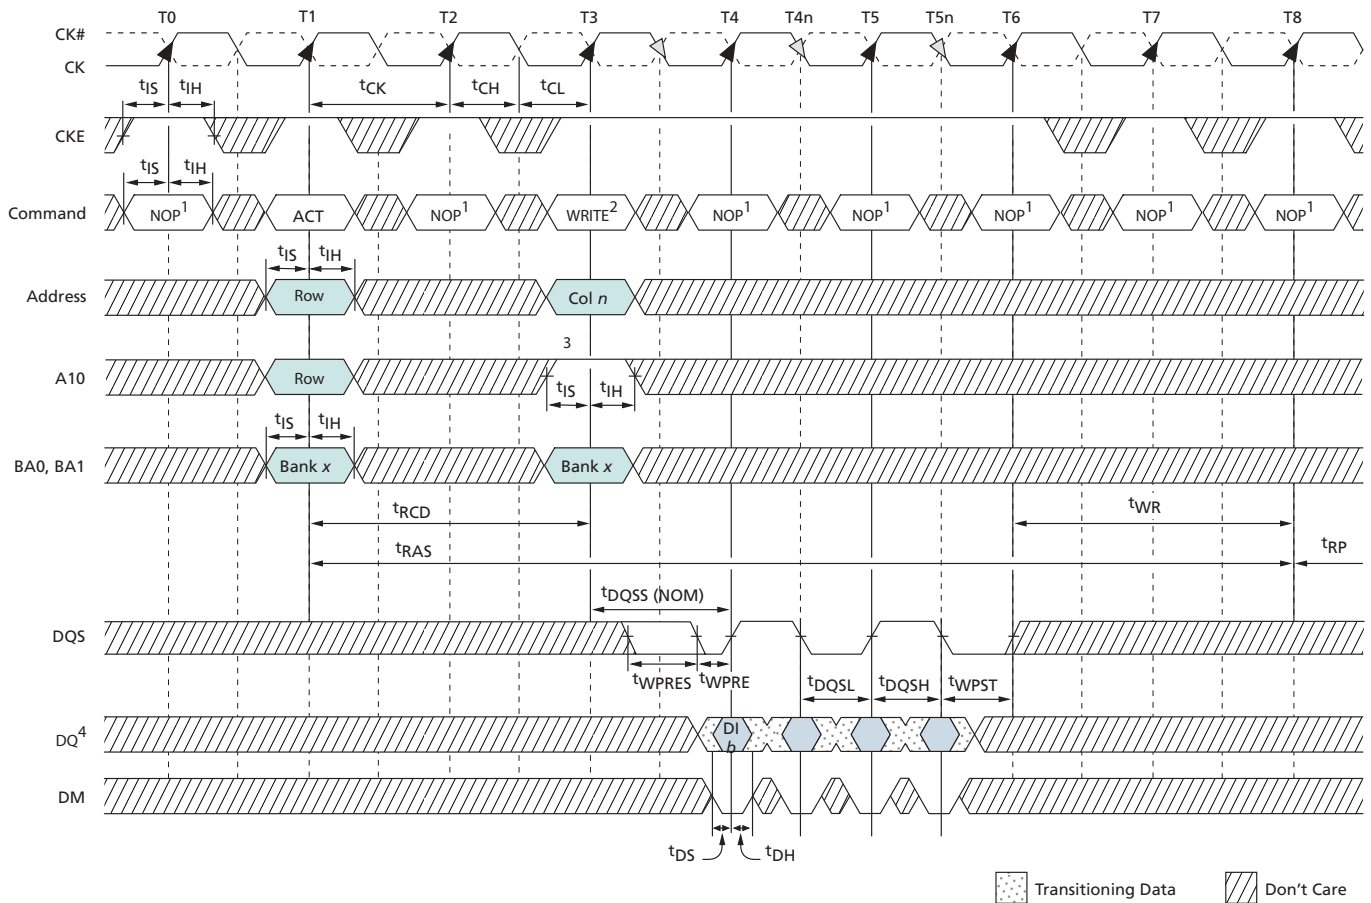 T0 T1 T2 T3 T4 T4n T5 T5n T6 T7 T8
CK#
CK
tIS tIH tCK tCH tCL
CKE
tIS tIH
Command NOP1 ACT NOP1 WRITE2 NOP1 NOP1 NOP1 NOP1 NOP1
tIS tIH
Address Row Col n
3
A10 Row
tIS tIH
tIS tIH
BA0, BA1 Bank x Bank x
tRCD tWR
tRAS tRP
tDQSS (NOM)
DQS
tWPRES tWPRE tDQSL tDQSH tWPST
DQ4 DI
b
DM
tDS tDH
Transitioning Data Don't Care